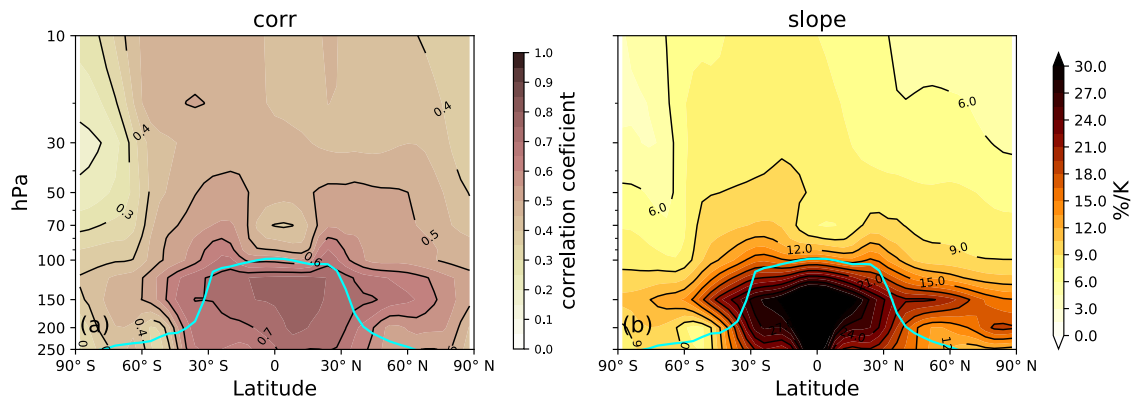 corr
slope
10
30
50
70
100
150
200
250
hPa
0.4
0.4
0.3
0.5
0.6
0.4
0.7
(a)
90° S
60° S
30° S
0
30° N
60° N
90° N
Latitude
1.0
0.9
0.8
0.7
0.6
0.5
0.4
0.3
0.2
0.1
0.0
correlation coeficient
6.0
6.0
9.0
12.0
15.0
(b)
90° S
60° S
30° S
0
30° N
60° N
90° N
Latitude
30.0
27.0
24.0
21.0
18.0
15.0
12.0
9.0
6.0
3.0
0.0
%/K